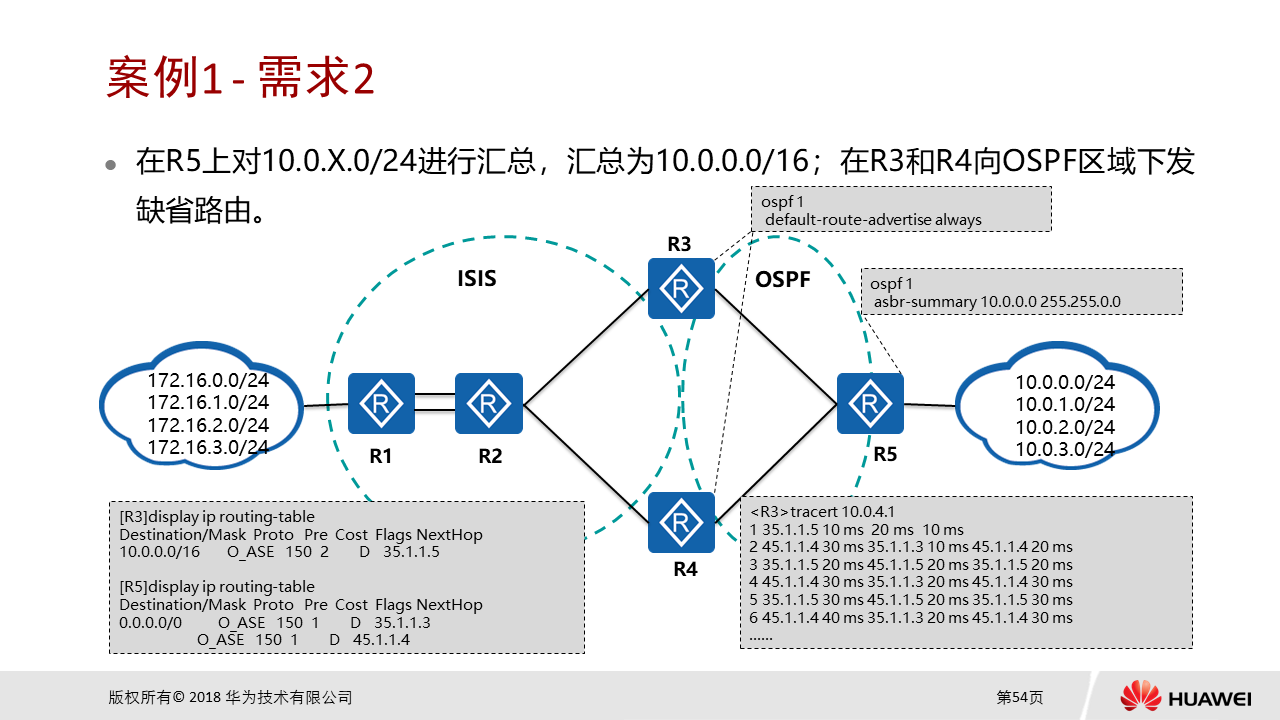 案例1 - 需求2
在R5上对10.0.X.0/24进行汇总，汇总为10.0.0.0/16；在R3和R4向OSPF区域下发
缺省路由。
ospf 1
default-route-advertise always
R3
ISIS
OSPF
ospf 1
asbr-summary 10.0.0.0 255.255.0.0
172.16.0.0/24
172.16.1.0/24
172.16.2.0/24
172.16.3.0/24
R
R
R
R
R
10.0.0.0/24
10.0.1.0/24
10.0.2.0/24
10.0.3.0/24
R1
R2
R5
R4
[R3]display ip routing-table
Destination/Mask Proto Pre Cost Flags NextHop
10.0.0.0/16 O_ASE 150 2 D 35.1.1.5
[R5]display ip routing-table
Destination/Mask Proto Pre Cost Flags NextHop
0.0.0.0/0 O_ASE 150 1 D 35.1.1.3
O_ASE 150 1 D 45.1.1.4
<R3>tracert 10.0.4.1
1 35.1.1.5 10 ms 20 ms 10 ms
2 45.1.1.4 30 ms 35.1.1.3 10 ms 45.1.1.4 20 ms
3 35.1.1.5 20 ms 45.1.1.5 20 ms 35.1.1.5 20 ms
4 45.1.1.4 30 ms 35.1.1.3 20 ms 45.1.1.4 30 ms
5 35.1.1.5 30 ms 45.1.1.5 20 ms 35.1.1.5 30 ms
6 45.1.1.4 40 ms 35.1.1.3 20 ms 45.1.1.4 30 ms
......
版权所有© 2018 华为技术有限公司
第54页
HUAWEI